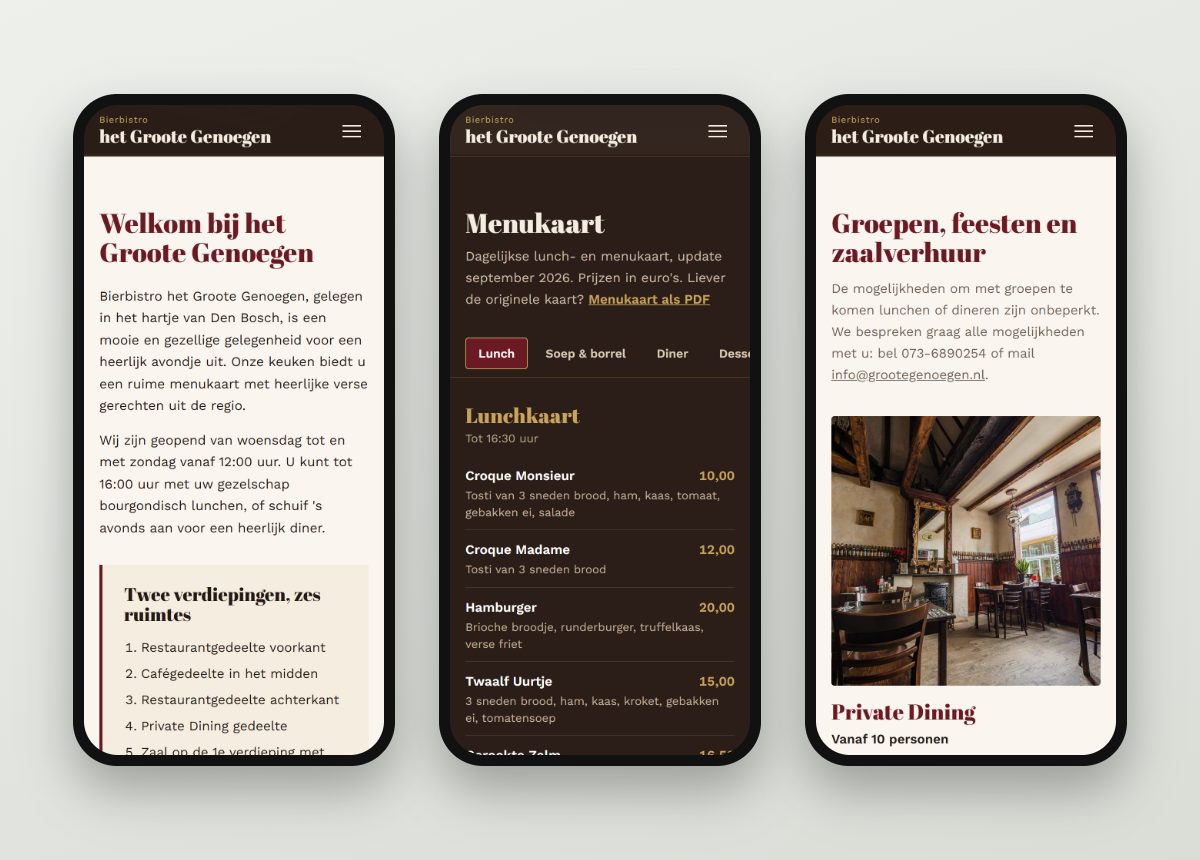 Bierbistro
het Groote Genoegen
Welkom bij het
Groote Genoegen
Bierbistro het Groote Genoegen, gelegen
in het hartje van Den Bosch, is een
mooie en gezellige gelegenheid voor een
heerlijk avondje uit. Onze keuken biedt u
een ruime menukaart met heerlijke verse
gerechten uit de regio.
Wij zijn geopend van woensdag tot en
met zondag vanaf 12:00 uur. U kunt tot
16:00 uur met uw gezelschap
bourgondisch lunchen, of schuif 's
avonds aan voor een heerlijk diner.
Twee verdiepingen, zes
ruimtes
1. Restaurantgedeelte voorkant
2. Cafégedeelte in het midden
3. Restaurantgedeelte achterkant
4. Private Dining gedeelte
5. Zaal op de 1e verdieping met
Bierbistro
het Groote Genoegen
Menukaart
Dagelijkse lunch- en menukaart, update
september 2026. Prijzen in euro's. Liever
de originele kaart? Menukaart als PDF
Lunch Soep & borrel Diner
Lunchkaart
Tot 16:30 uur
Croque Monsieur 10,00
Tosti van 3 sneden brood, ham, kaas, tomaat,
gebakken ei, salade
Croque Madame 12,00
Tosti van 3 sneden brood
Hamburger 20,00
Brioche broodje, runderburger, truffelkaas,
verse friet
Twaalf Uurtje 15,00
3 sneden brood, ham, kaas, kroket, gebakken
ei, tomatensoep
Bierbistro
het Groote Genoegen
Groepen, feesten en
zaalverhuur
De mogelijkheden om met groepen te
komen lunchen of dineren zijn onbeperkt.
We bespreken graag alle mogelijkheden
met u: bel 073-6890254 of mail
info@grootegenoegen.nl.
Private Dining
Vanaf 10 personen